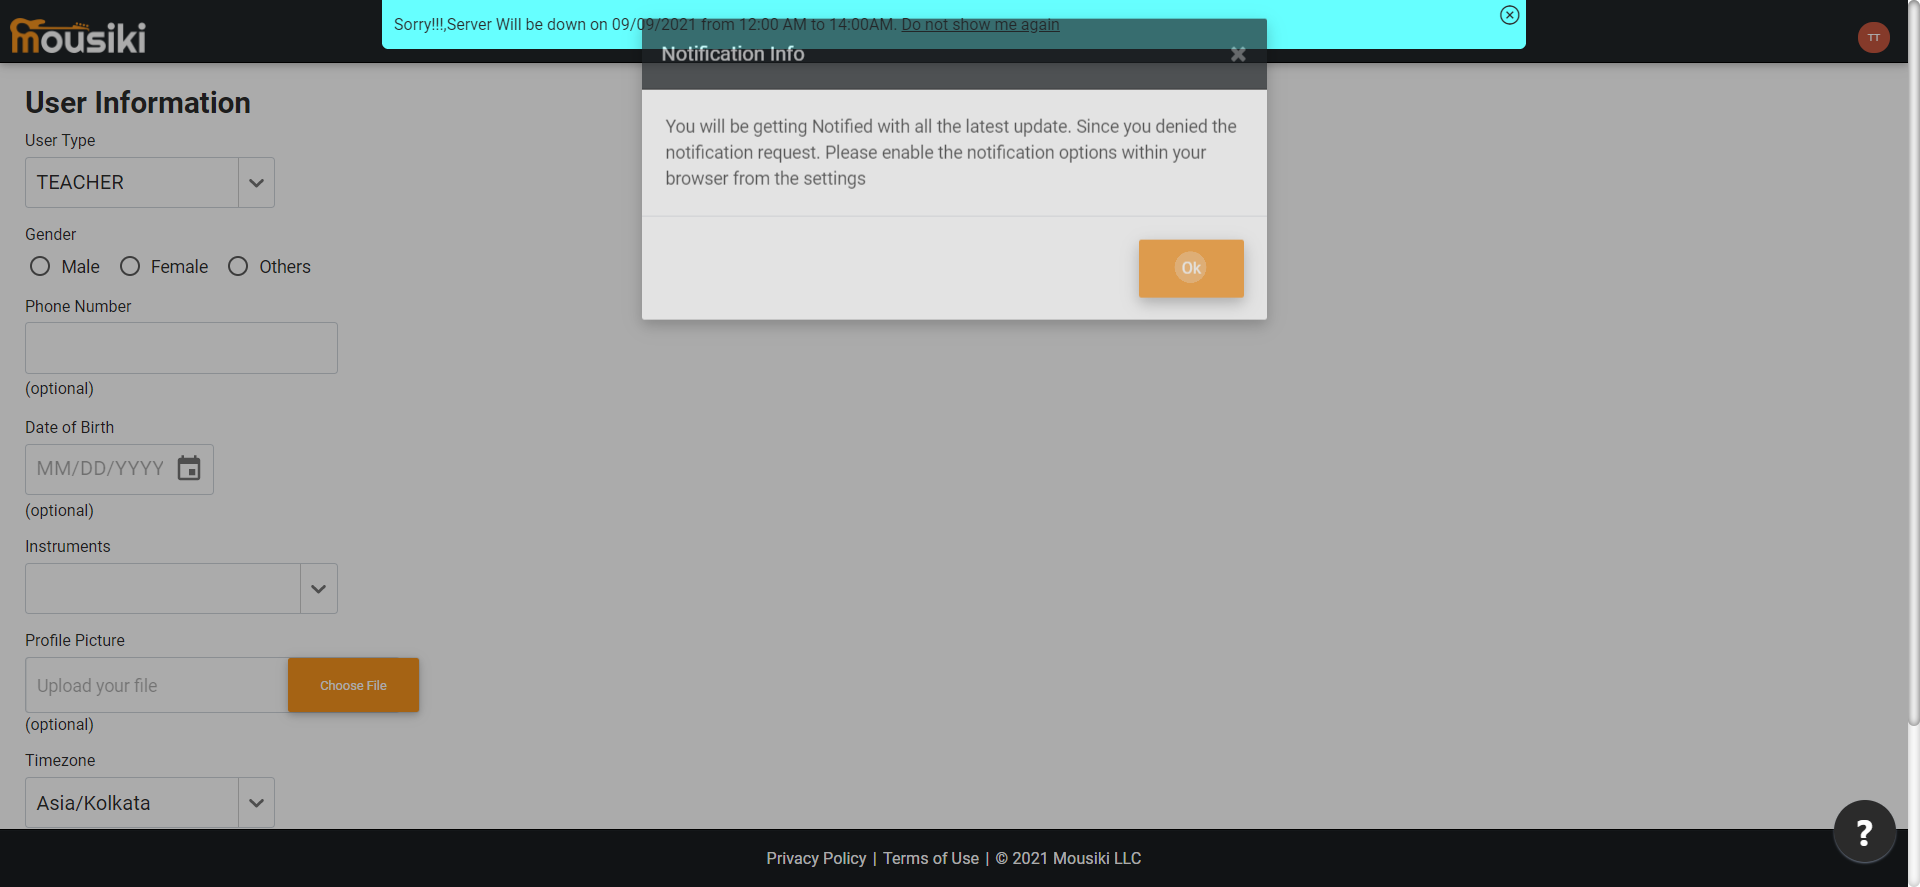 mousiki
Sorry!!!,Server Will be down on 09/09/2021 from 12:00 AM to 14:00AM. Do not show me again
TT
Notification Info
You will be getting Notified with all the latest update. Since you denied the
notification request. Please enable the notification options within your
browser from the settings
Ok
User Information
User Type
TEACHER
Gender
Male Female Others
Phone Number
(optional)
Date of Birth
MM/DD/YYYY
(optional)
Instruments
Profile Picture
Upload your file Choose File
(optional)
Timezone
Asia/Kolkata
?
Privacy Policy | Terms of Use | © 2021 Mousiki LLC